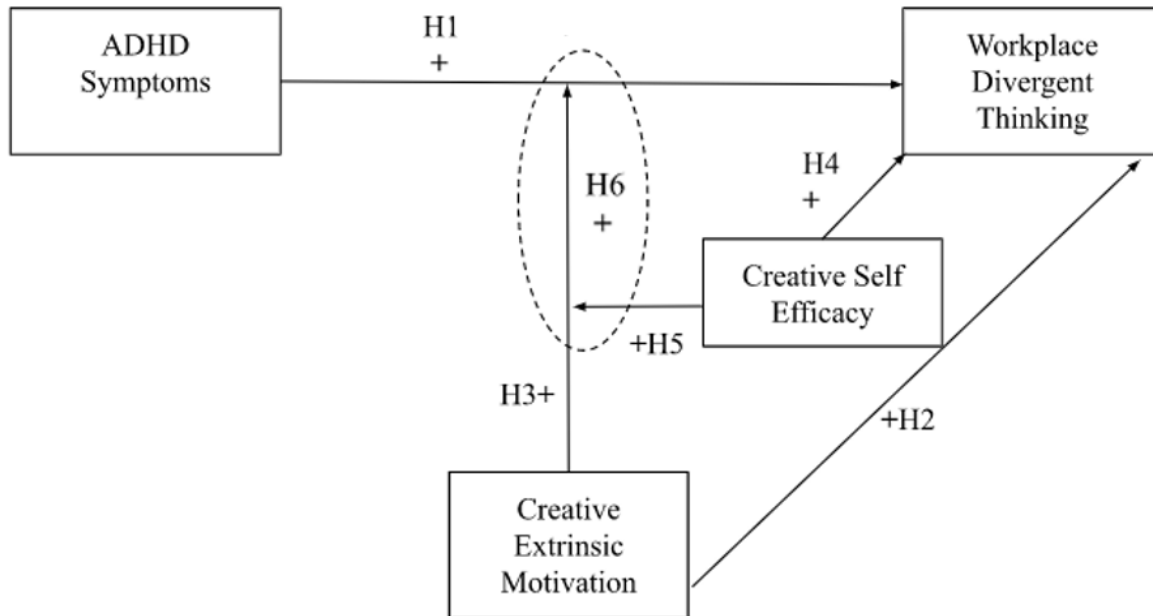 ADHD
Symptoms
H1
+
Workplace
Divergent
Thinking
H4
+
H6
+
Creative Self
Efficacy
+H5
H3+
+H2
Creative
Extrinsic
Motivation